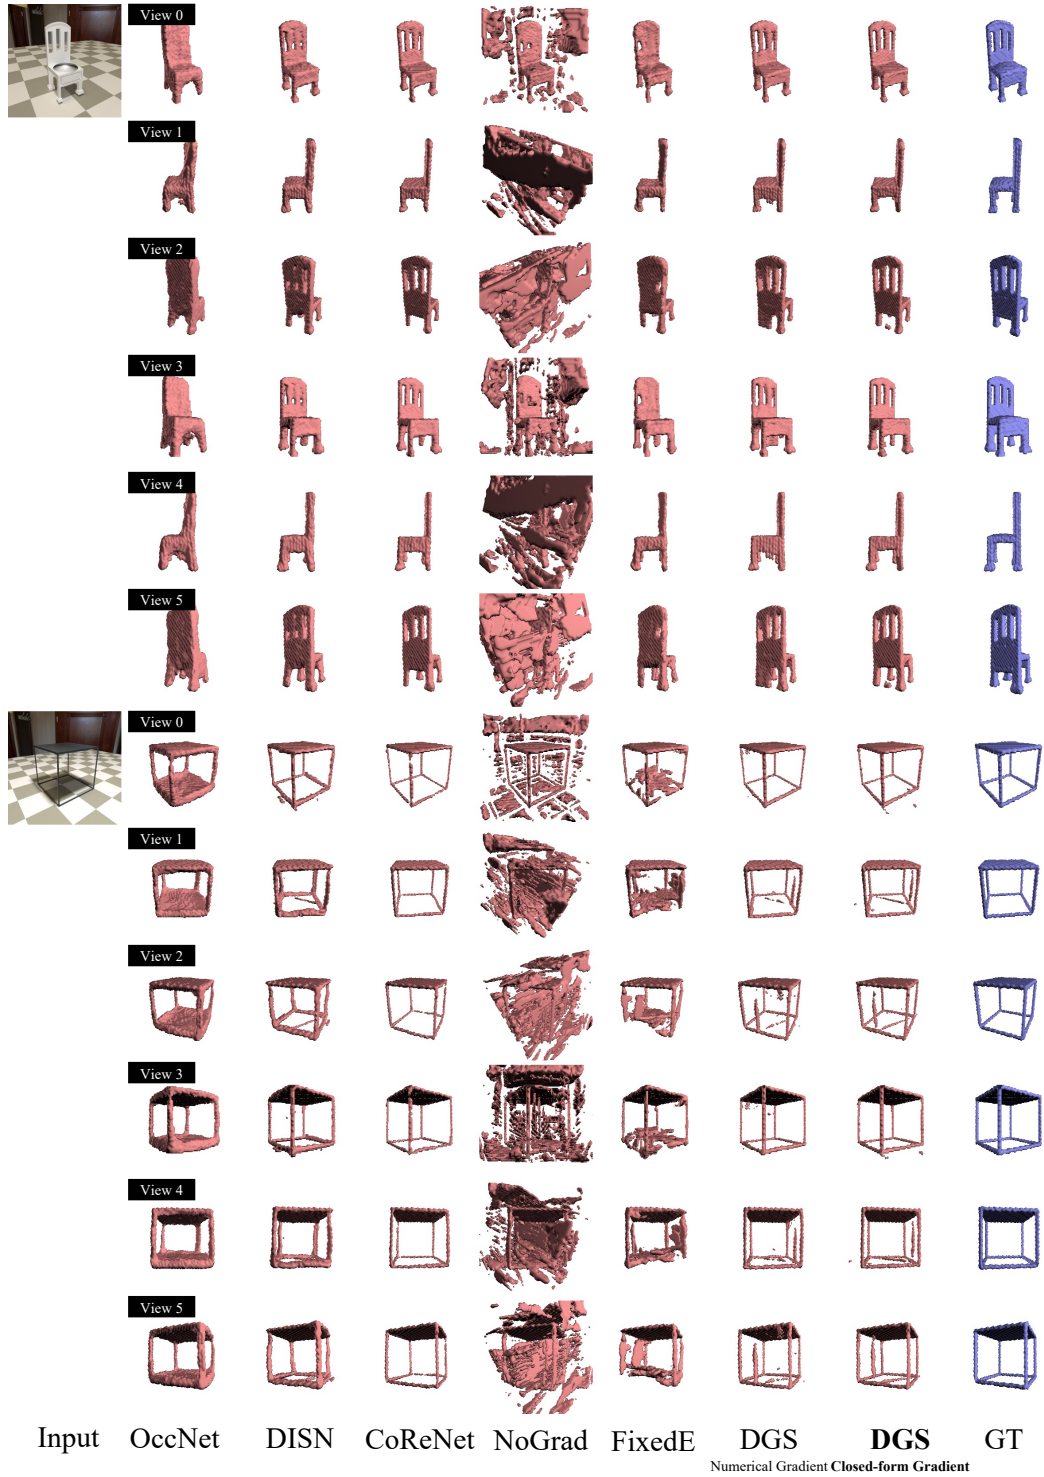 View 0
View 1
View 2
View 3
View 4
View 5
View 0
View 1
View 2
View 3
View 4
View 5
Input OccNet DISN CoReNet NoGrad FixedE DGS DGS GT
Numerical Gradient Closed-form Gradient